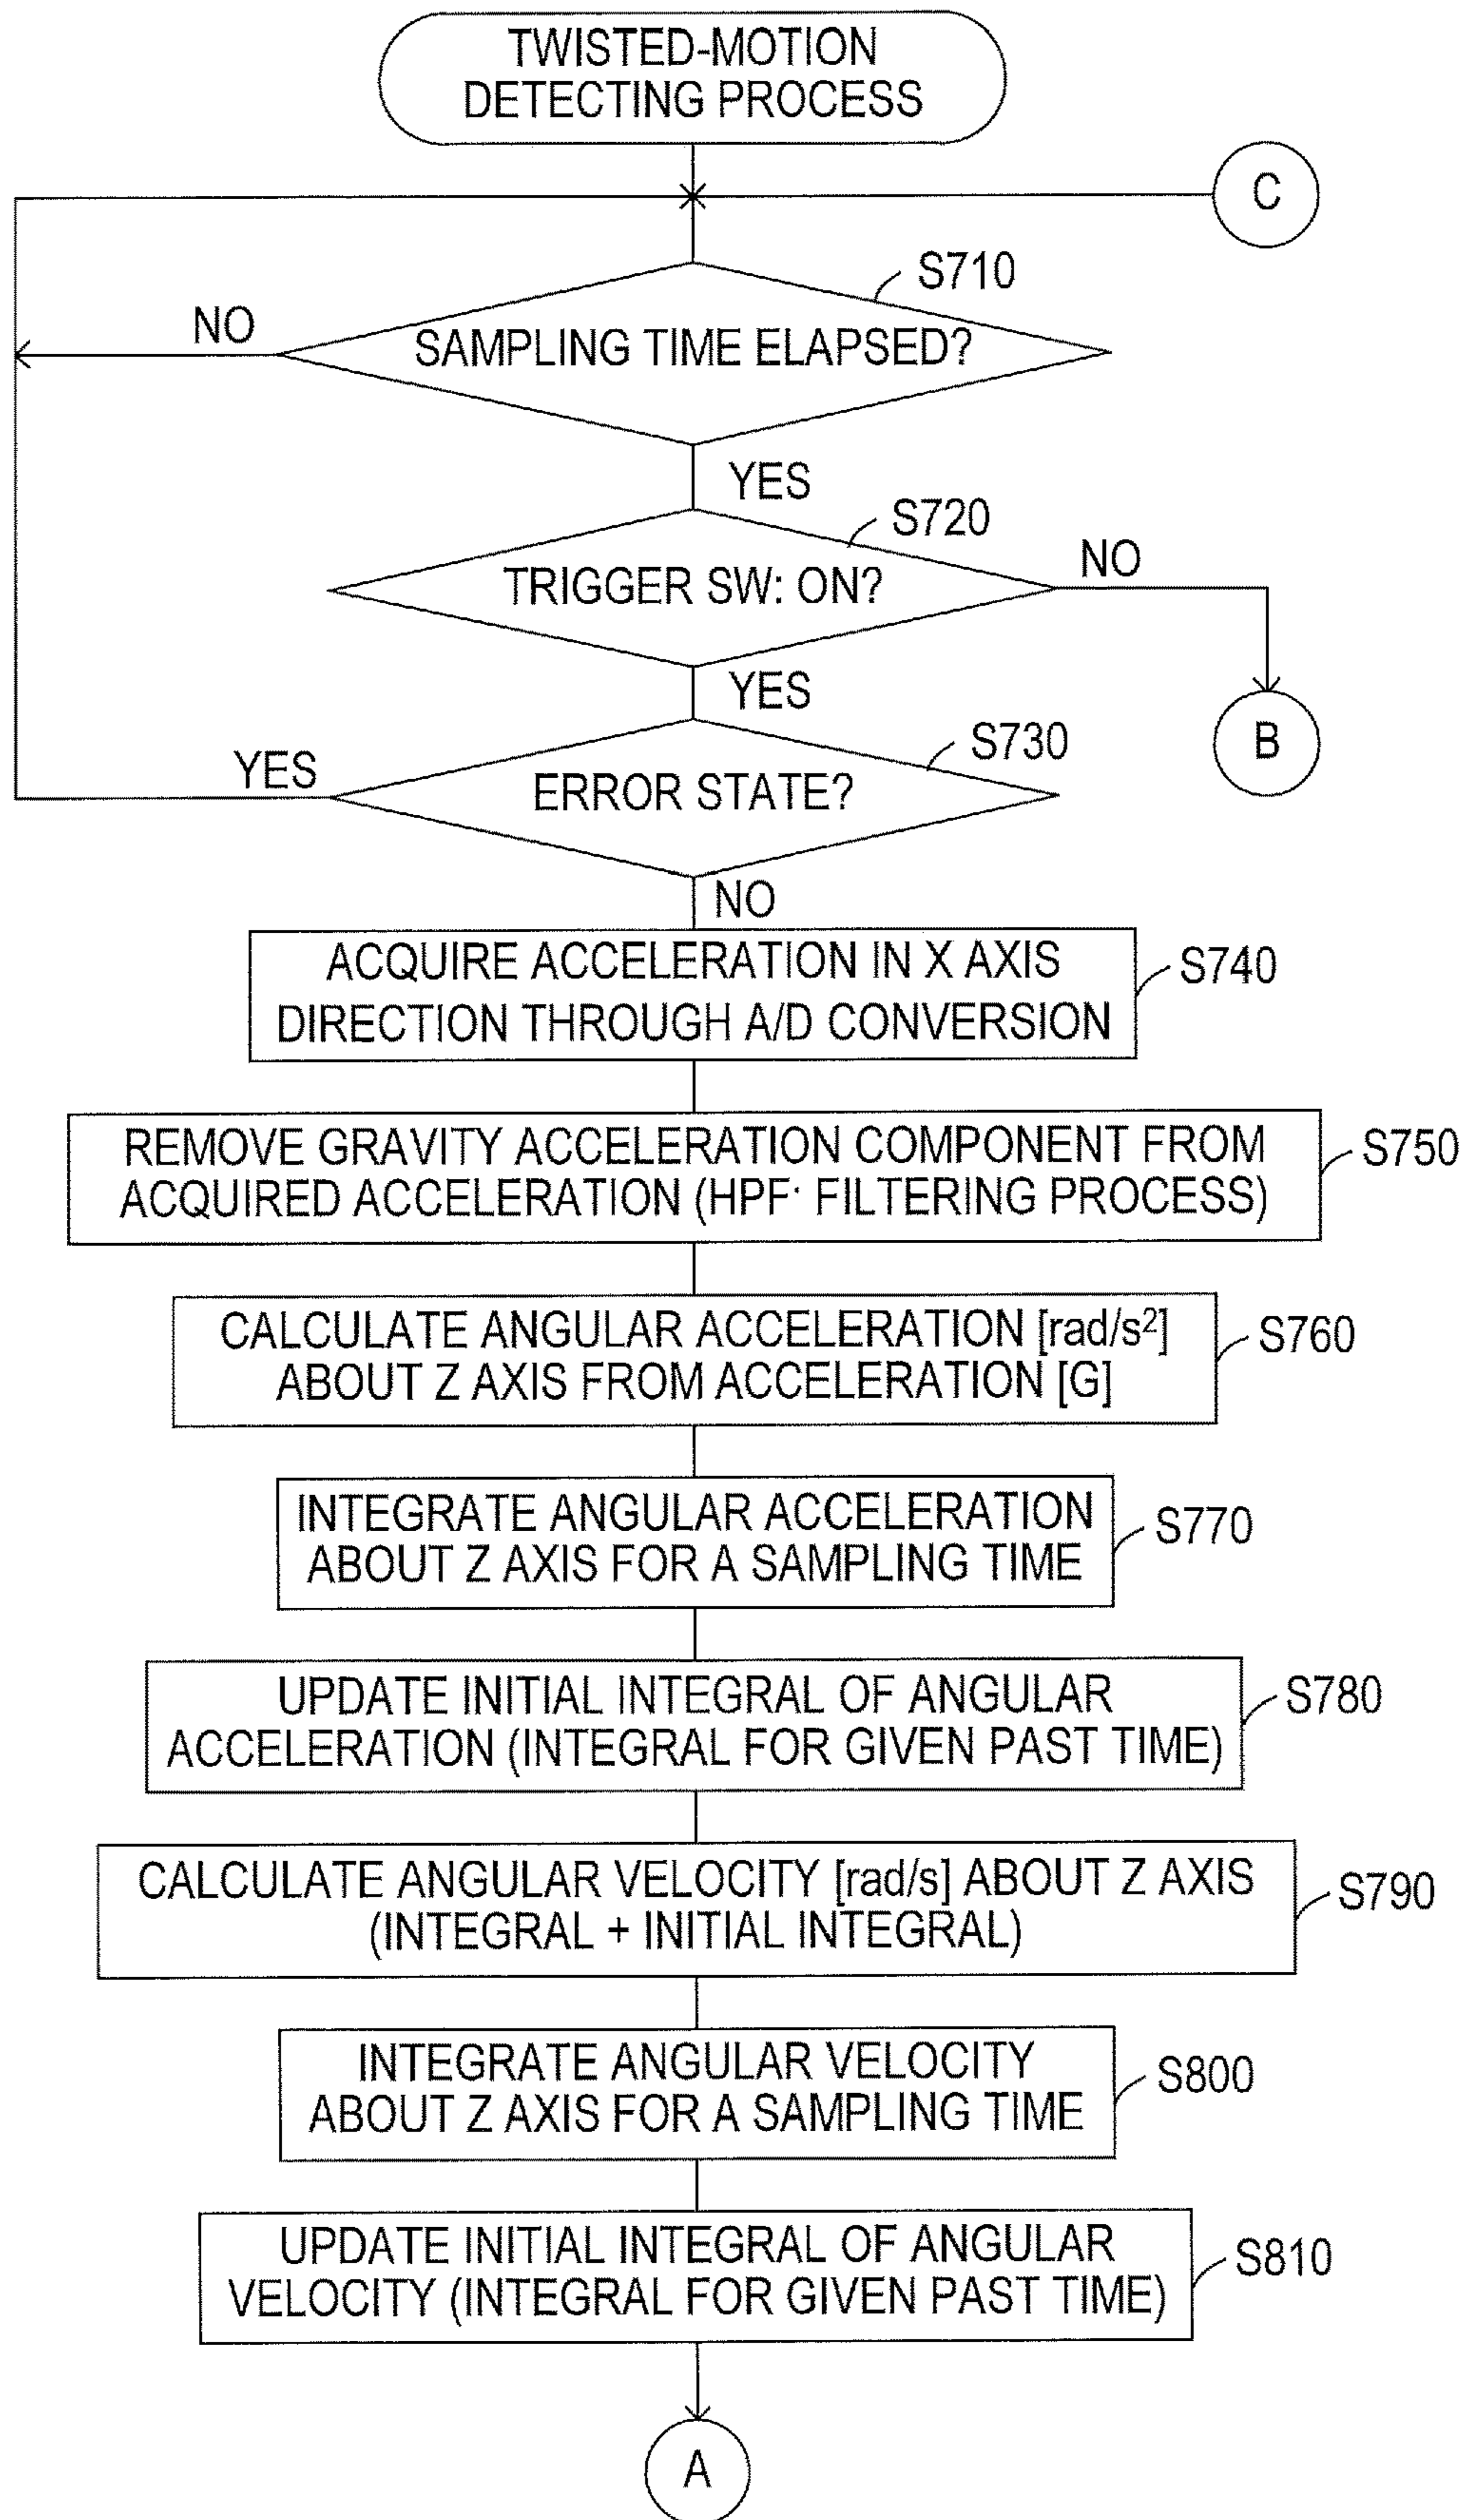 TWISTED-MOTION
DETECTING PROCESS
C
S710
NO
SAMPLING TIME ELAPSED?
YES
S720
NO
TRIGGER SW: ON?
YES
B
S730
YES
ERROR STATE?
NO
ACQUIRE ACCELERATION IN X AXIS
DIRECTION THROUGH A/D CONVERSION
S740
REMOVE GRAVITY ACCELERATION COMPONENT FROM
ACQUIRED ACCELERATION (HPF· FILTERING PROCESS)
S750
CALCULATE ANGULAR ACCELERATION [rad/s²]
ABOUT Z AXIS FROM ACCELERATION [G]
S760
INTEGRATE ANGULAR ACCELERATION
ABOUT Z AXIS FOR A SAMPLING TIME
S770
UPDATE INITIAL INTEGRAL OF ANGULAR
ACCELERATION (INTEGRAL FOR GIVEN PAST TIME)
S780
CALCULATE ANGULAR VELOCITY [rad/s] ABOUT Z AXIS
(INTEGRAL + INITIAL INTEGRAL)
S790
INTEGRATE ANGULAR VELOCITY
ABOUT Z AXIS FOR A SAMPLING TIME
S800
UPDATE INITIAL INTEGRAL OF ANGULAR
VELOCITY (INTEGRAL FOR GIVEN PAST TIME)
S810
A